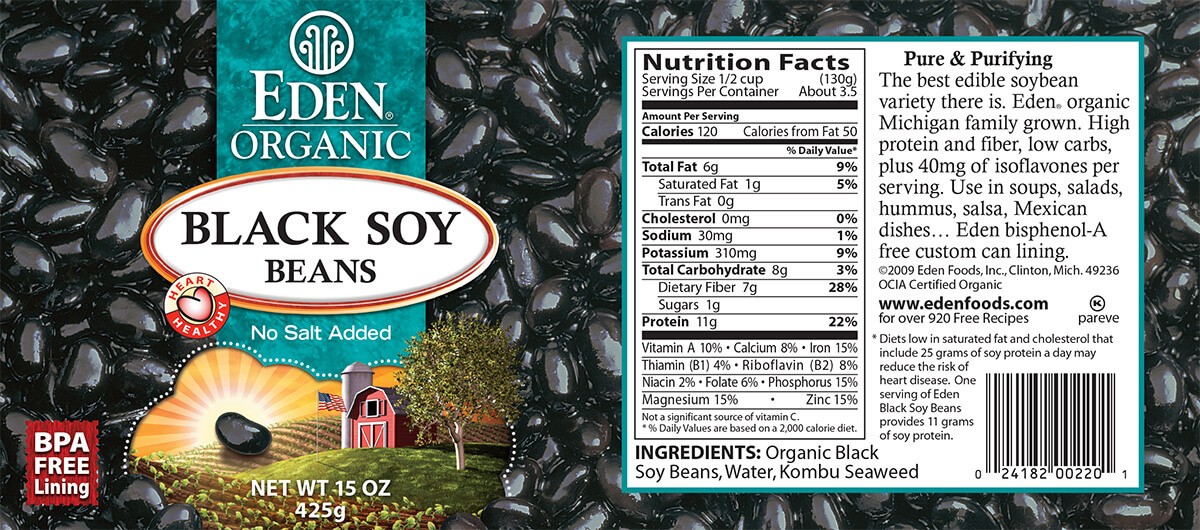 EDEN®
ORGANIC
BLACK SOY
BEANS
HEART
HEALTHY
No Salt Added
BPA
FREE
Lining
NET WT 15 OZ
425g
Nutrition Facts
Serving Size 1/2 cup (130g)
Servings Per Container About 3.5
Amount Per Serving
Calories 120 Calories from Fat 50
% Daily Value*
Total Fat 6g 9%
Saturated Fat 1g 5%
Trans Fat 0g
Cholesterol 0mg 0%
Sodium 30mg 1%
Potassium 310mg 9%
Total Carbohydrate 8g 3%
Dietary Fiber 7g 28%
Sugars 1g
Protein 11g 22%
Vitamin A 10% • Calcium 8% • Iron 15%
Thiamin (B1) 4% • Riboflavin (B2) 8%
Niacin 2% • Folate 6% • Phosphorus 15%
Magnesium 15% • Zinc 15%
Not a significant source of vitamin C.
* % Daily Values are based on a 2,000 calorie diet.
INGREDIENTS: Organic Black
Soy Beans, Water, Kombu Seaweed
Pure & Purifying
The best edible soybean
variety there is. Eden® organic
Michigan family grown. High
protein and fiber, low carbs,
plus 40mg of isoflavones per
serving. Use in soups, salads,
hummus, salsa, Mexican
dishes… Eden bisphenol-A
free custom can lining.
©2009 Eden Foods, Inc., Clinton, Mich. 49236
OCIA Certified Organic
www.edenfoods.com
for over 920 Free Recipes
K
pareve
* Diets low in saturated fat and cholesterol that
include 25 grams of soy protein a day may
reduce the risk of
heart disease. One
serving of Eden
Black Soy Beans
provides 11 grams
of soy protein.
0 24182 00220 1